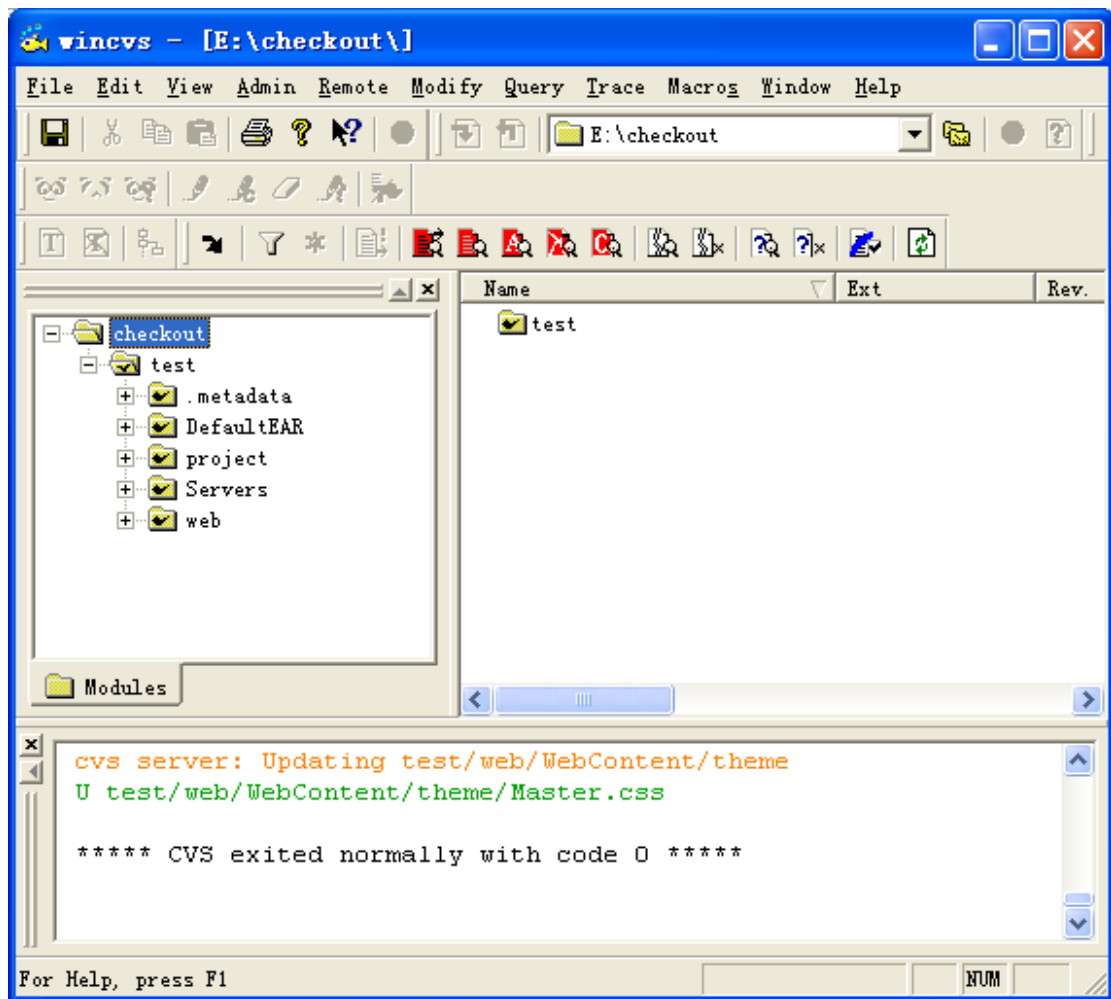 wincvs - [E:\checkout\]
File Edit View Admin Remote Modify Query Trace Macros Window Help
E:\checkout
Name Ext Rev.
checkout
test
.metadata
DefaultEAR
project
Servers
web
test
Modules
cvs server: Updating test/web/WebContent/theme
U test/web/WebContent/theme/Master.css
***** CVS exited normally with code 0 *****
For Help, press F1 NUM